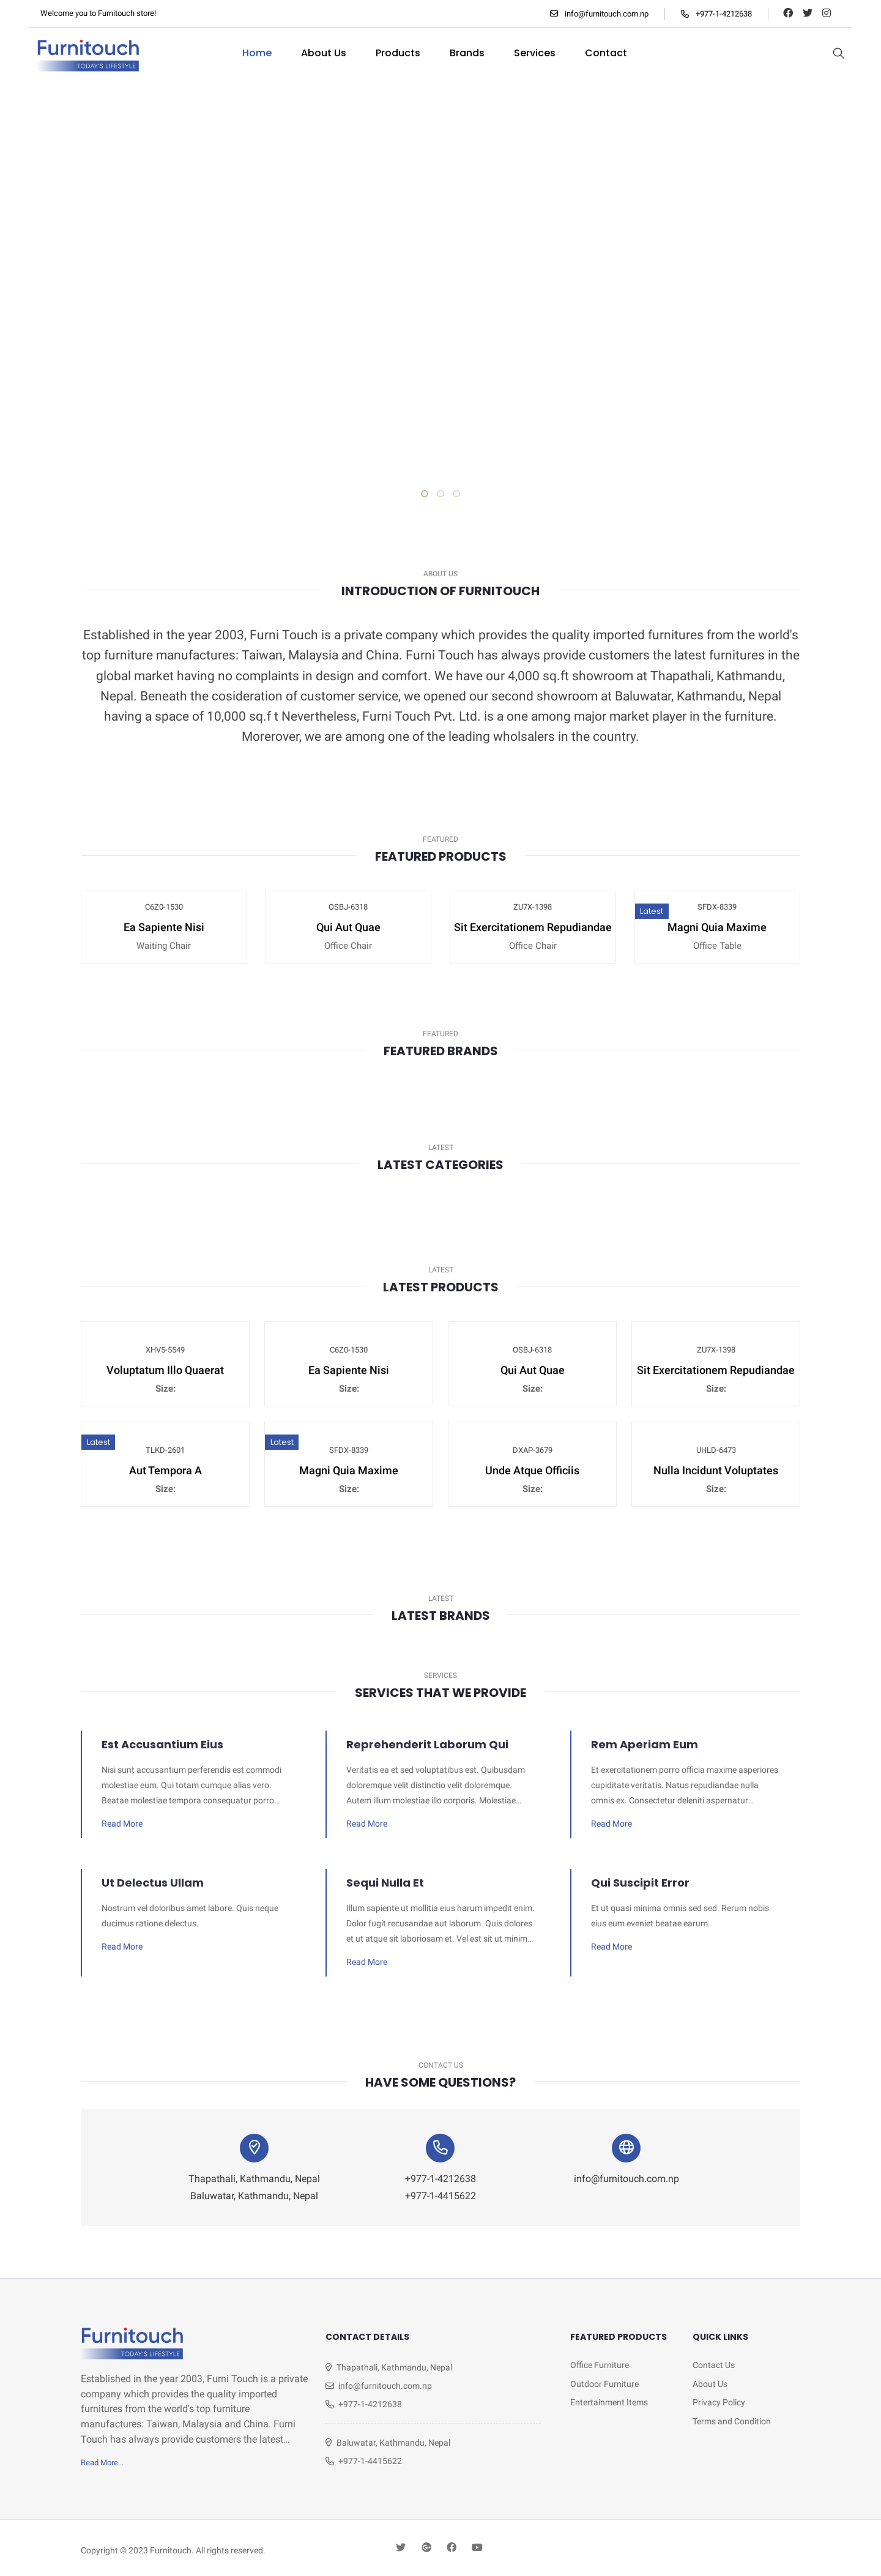 Welcome you to Furnitouch store!
info@furnitouch.com.np
+977-1-4212638
Furnitouch
TODAY'S LIFESTYLE
Home
About Us
Products
Brands
Services
Contact
ABOUT US
INTRODUCTION OF FURNITOUCH
Established in the year 2003, Furni Touch is a private company which provides the quality imported furnitures from the world's
top furniture manufactures: Taiwan, Malaysia and China. Furni Touch has always provide customers the latest furnitures in the
global market having no complaints in design and comfort. We have our 4,000 sq.ft showroom at Thapathali, Kathmandu,
Nepal. Beneath the cosideration of customer service, we opened our second showroom at Baluwatar, Kathmandu, Nepal
having a space of 10,000 sq.f t Nevertheless, Furni Touch Pvt. Ltd. is a one among major market player in the furniture.
Morerover, we are among one of the leading wholsalers in the country.
FEATURED
FEATURED PRODUCTS
C6Z0-1530
Ea Sapiente Nisi
Waiting Chair
OSBJ-6318
Qui Aut Quae
Office Chair
ZU7X-1398
Sit Exercitationem Repudiandae
Office Chair
Latest
SFDX-8339
Magni Quia Maxime
Office Table
FEATURED
FEATURED BRANDS
LATEST
LATEST CATEGORIES
LATEST
LATEST PRODUCTS
XHV5-5549
Voluptatum Illo Quaerat
Size:
C6Z0-1530
Ea Sapiente Nisi
Size:
OSBJ-6318
Qui Aut Quae
Size:
ZU7X-1398
Sit Exercitationem Repudiandae
Size:
Latest
TLKD-2601
Aut Tempora A
Size:
Latest
SFDX-8339
Magni Quia Maxime
Size:
DXAP-3679
Unde Atque Officiis
Size:
UHLD-6473
Nulla Incidunt Voluptates
Size:
LATEST
LATEST BRANDS
SERVICES
SERVICES THAT WE PROVIDE
Est Accusantium Eius
Nisi sunt accusantium perferendis est commodi
molestiae eum. Qui totam cumque alias vero.
Beatae molestiae tempora consequatur porro...
Read More
Reprehenderit Laborum Qui
Veritatis ea et sed voluptatibus est. Quibusdam
doloremque velit distinctio velit doloremque.
Autem illum molestiae illo corporis. Molestiae...
Read More
Rem Aperiam Eum
Et exercitationem porro officia maxime asperiores
cupiditate veritatis. Natus repudiandae nulla
omnis ex. Consectetur deleniti aspernatur...
Read More
Ut Delectus Ullam
Nostrum vel doloribus amet labore. Quis neque
ducimus ratione delectus.
Read More
Sequi Nulla Et
Illum sapiente ut mollitia eius harum impedit enim.
Dolor fugit recusandae aut laborum. Quis dolores
et ut atque sit laboriosam et. Vel est sit ut minim...
Read More
Qui Suscipit Error
Et ut quasi minima omnis sed sed. Rerum nobis
eius eum eveniet beatae earum.
Read More
CONTACT US
HAVE SOME QUESTIONS?
Thapathali, Kathmandu, Nepal
Baluwatar, Kathmandu, Nepal
+977-1-4212638
+977-1-4415622
info@furnitouch.com.np
Furnitouch
TODAY'S LIFESTYLE
Established in the year 2003, Furni Touch is a private
company which provides the quality imported
furnitures from the world's top furniture
manufactures: Taiwan, Malaysia and China. Furni
Touch has always provide customers the latest...
Read More...
CONTACT DETAILS
Thapathali, Kathmandu, Nepal
info@furnitouch.com.np
+977-1-4212638
Baluwatar, Kathmandu, Nepal
+977-1-4415622
FEATURED PRODUCTS
Office Furniture
Outdoor Furniture
Entertainment Items
QUICK LINKS
Contact Us
About Us
Privacy Policy
Terms and Condition
Copyright © 2023 Furnitouch. All rights reserved.